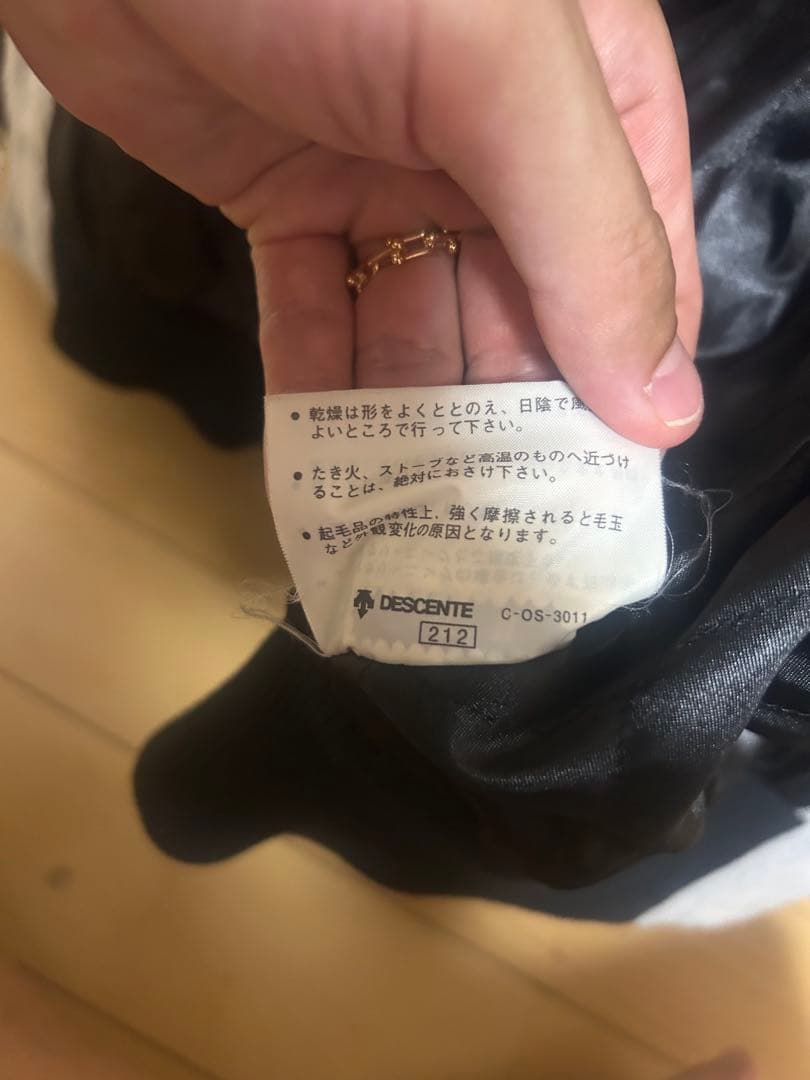 ● 乾燥は形をよくととのえ、日陰で風
よいところで行って下さい。
● たき火、ストーブなど高温のものへ近づけ
ることは、絶対におさけ下さい。
● 起毛品の特性上、強く摩擦されると毛玉
など外観変化の原因となります。
DESCENTE C-OS-3011
212